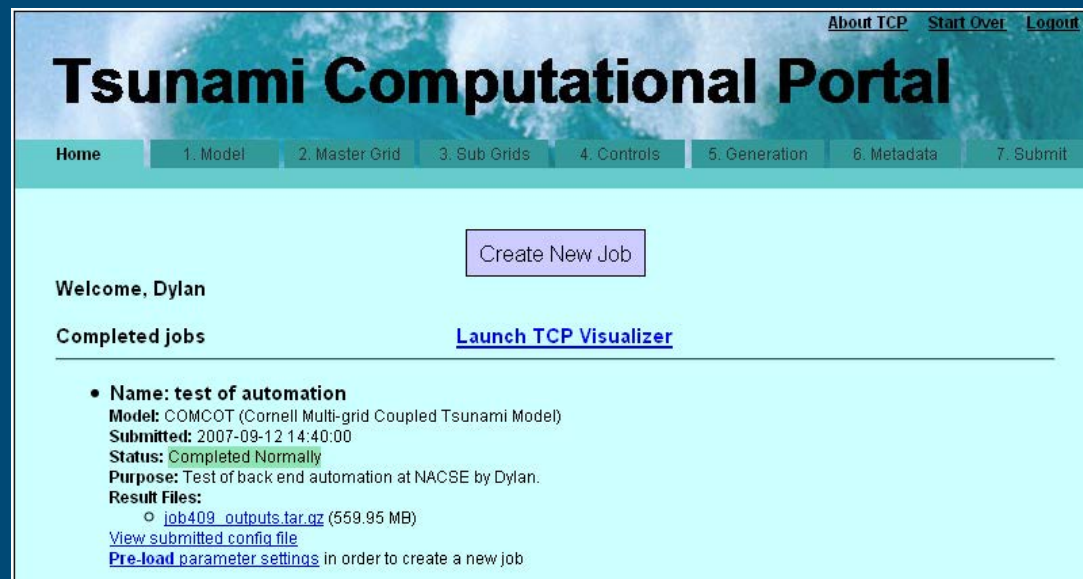 About TCP Start Over Logout
Tsunami Computational Portal
Home 1. Model 2. Master Grid 3. Sub Grids 4. Controls 5. Generation 6. Metadata 7. Submit
Create New Job
Welcome, Dylan
Completed jobs Launch TCP Visualizer
• Name: test of automation
Model: COMCOT (Cornell Multi-grid Coupled Tsunami Model)
Submitted: 2007-09-12 14:40:00
Status: Completed Normally
Purpose: Test of back end automation at NACSE by Dylan.
Result Files:
job409_outputs.tar.gz (559.95 MB)
View submitted config file
Pre-load parameter settings in order to create a new job